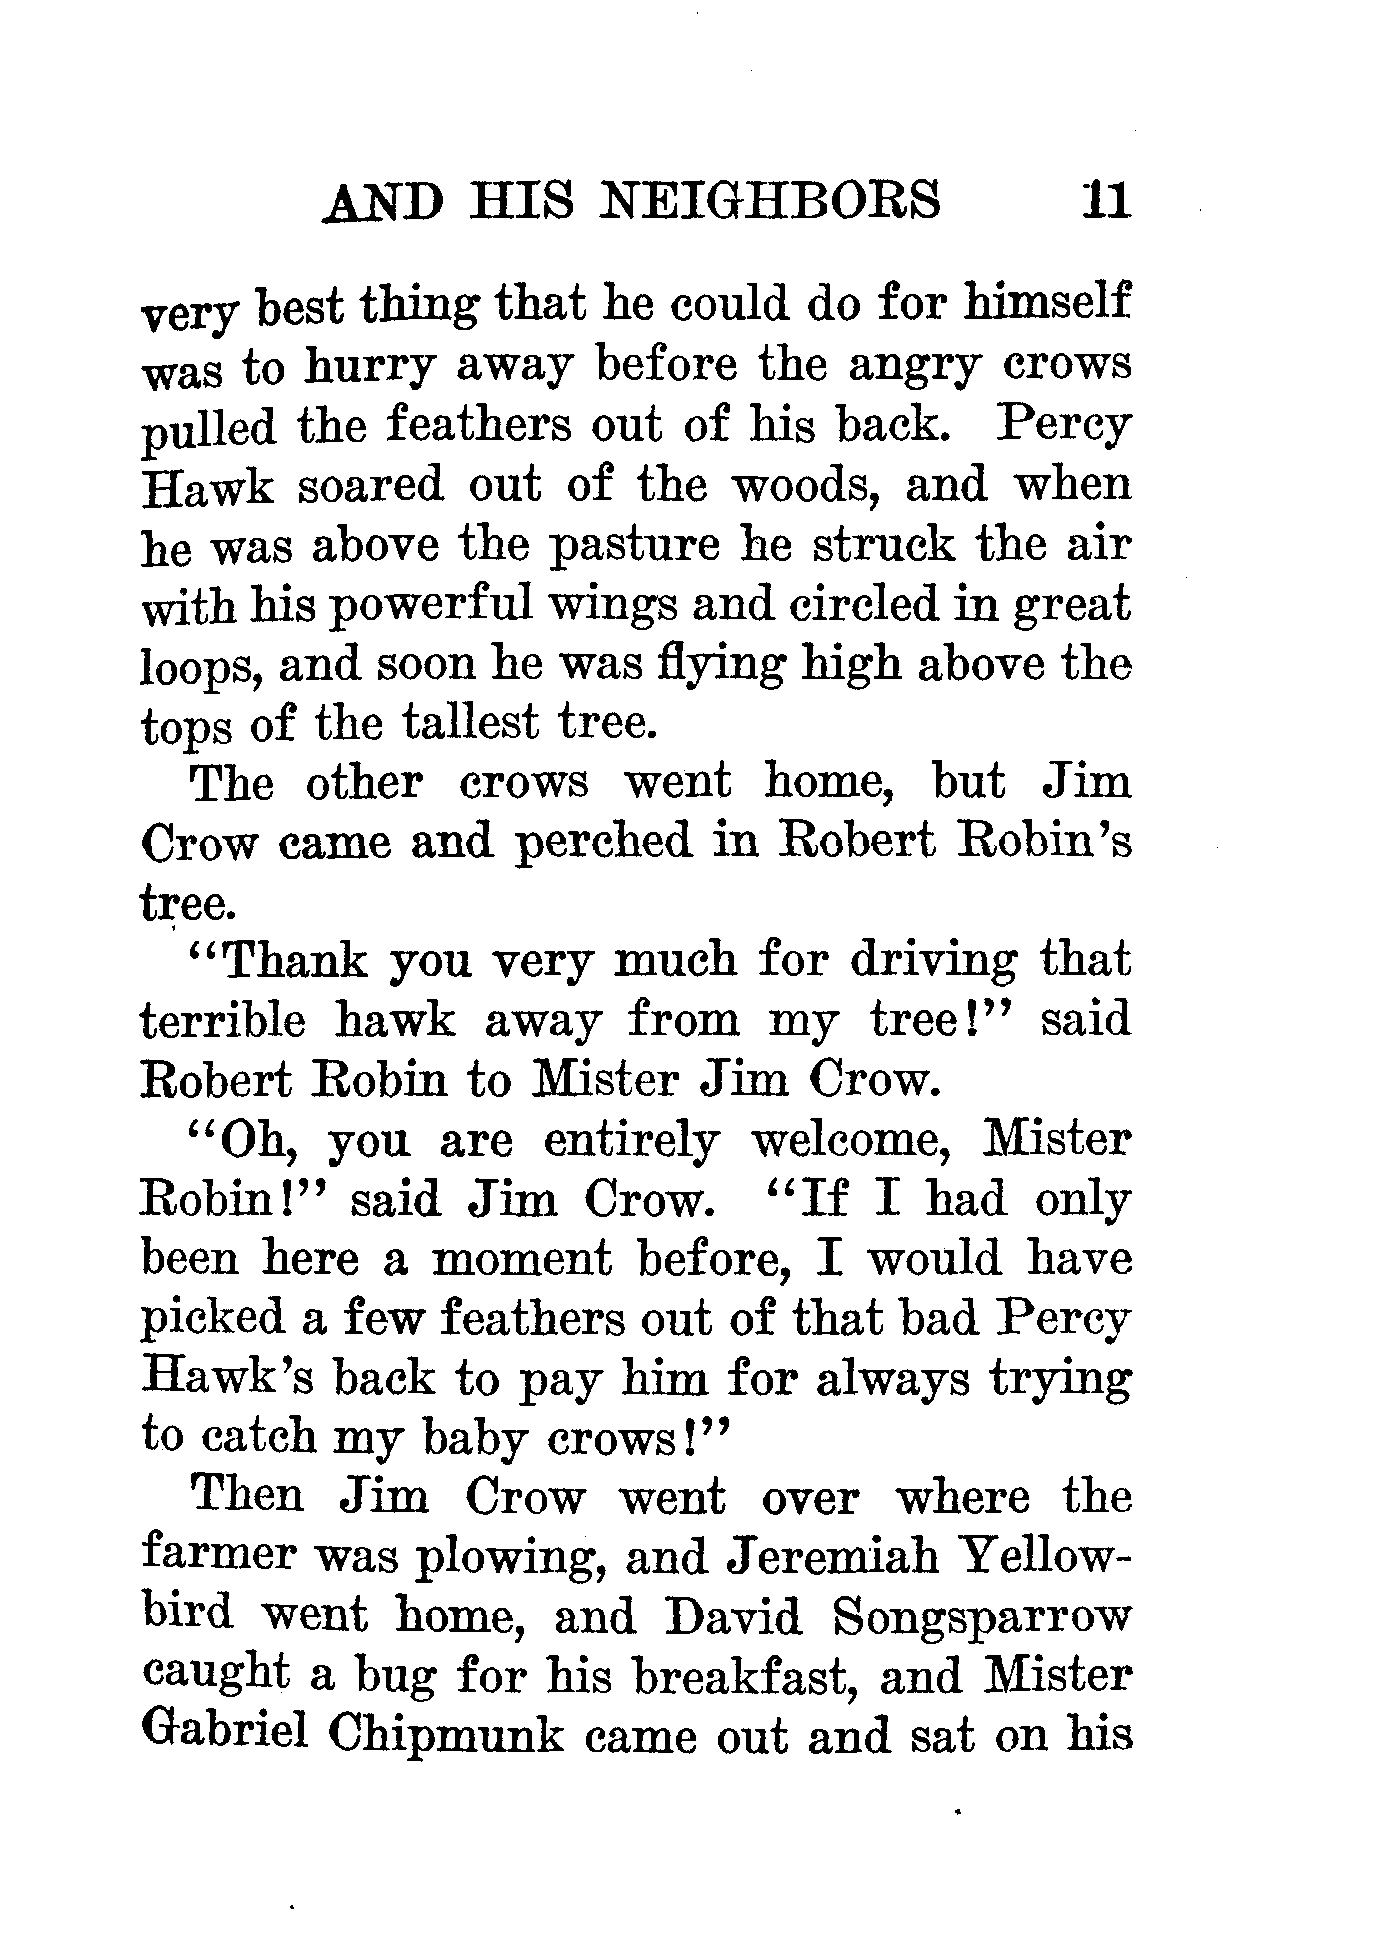 AND HIS NEIGHBORS 11
very best thing that he could do for himself
was to hurry away before the angry crows
pulled the feathers out of his back. Percy
Hawk soared out of the woods, and when
he was above the pasture he struck the air
with his powerful wings and circled in great
loops, and soon he was flying high above the
tops of the tallest tree.
The other crows went home, but Jim
Crow came and perched in Robert Robin's
tree.
"Thank you very much for driving that
terrible hawk away from my tree!" said
Robert Robin to Mister Jim Crow.
"Oh, you are entirely welcome, Mister
Robin!" said Jim Crow. "If I had only
been here a moment before, I would have
picked a few feathers out of that bad Percy
Hawk's back to pay him for always trying
to catch my baby crows!"
Then Jim Crow went over where the
farmer was plowing, and Jeremiah Yellow-
bird went home, and David Songsparrow
caught a bug for his breakfast, and Mister
Gabriel Chipmunk came out and sat on his